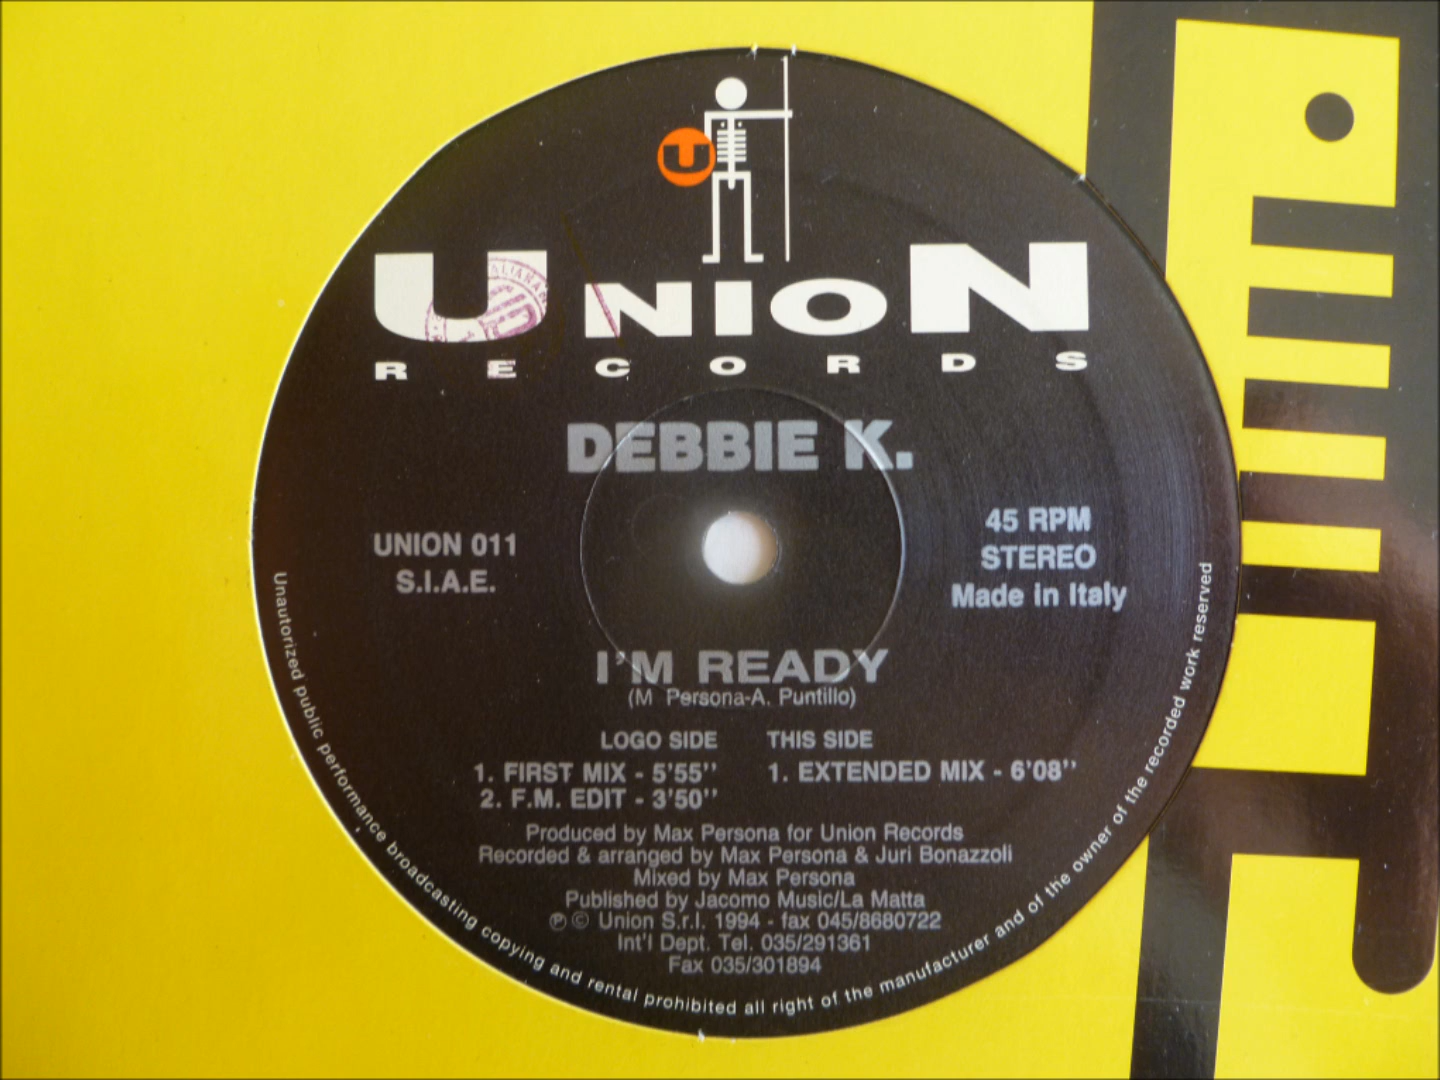 U
UNION
RECORDS
DEBBIE K.
UNION 011
S.I.A.E.
45 RPM
STEREO
Made in Italy
I'M READY
(M Persona-A. Puntillo)
LOGO SIDE
1. FIRST MIX - 5'55''
2. F.M. EDIT - 3'50''
THIS SIDE
1. EXTENDED MIX - 6'08''
Produced by Max Persona for Union Records
Recorded & arranged by Max Persona & Juri Bonazzoli
Mixed by Max Persona
Published by Jacomo Music/La Matta
℗ © Union S.r.l. 1994 - fax 045/8680722
Int'l Dept. Tel. 035/291361
Fax 035/301894
Unautorized public performance broadcasting copying and rental prohibited all right of the manufacturer and of the owner of the recorded work reserved